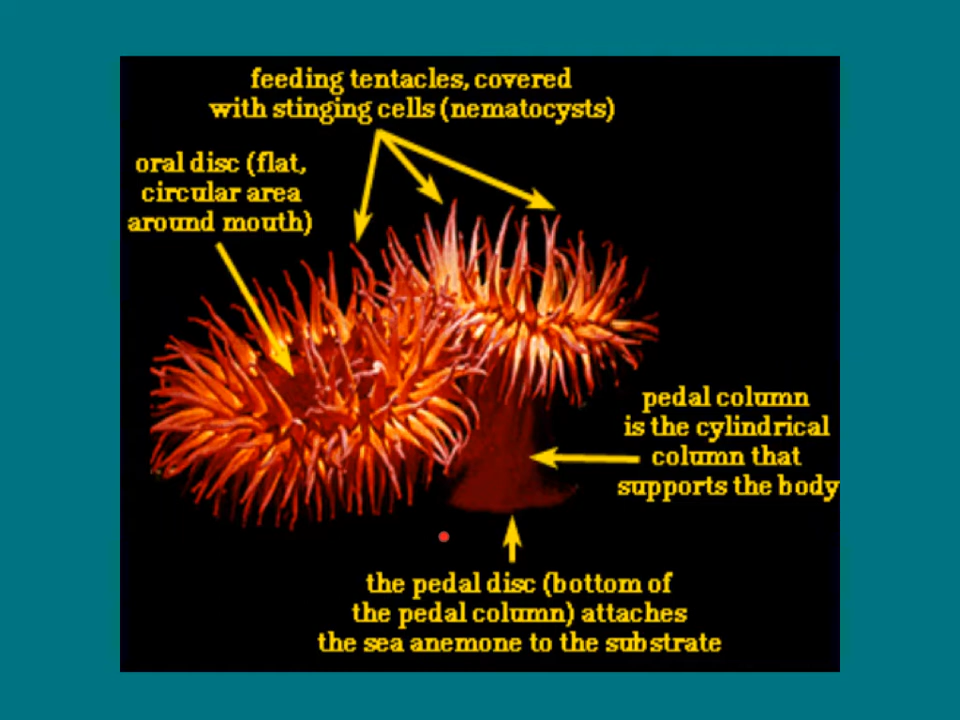 feeding tentacles, covered
with stinging cells (nematocysts)
oral disc (flat,
circular area
around mouth)
pedal column
is the cylindrical
column that
supports the body
the pedal disc (bottom of
the pedal column) attaches
the sea anemone to the substrate